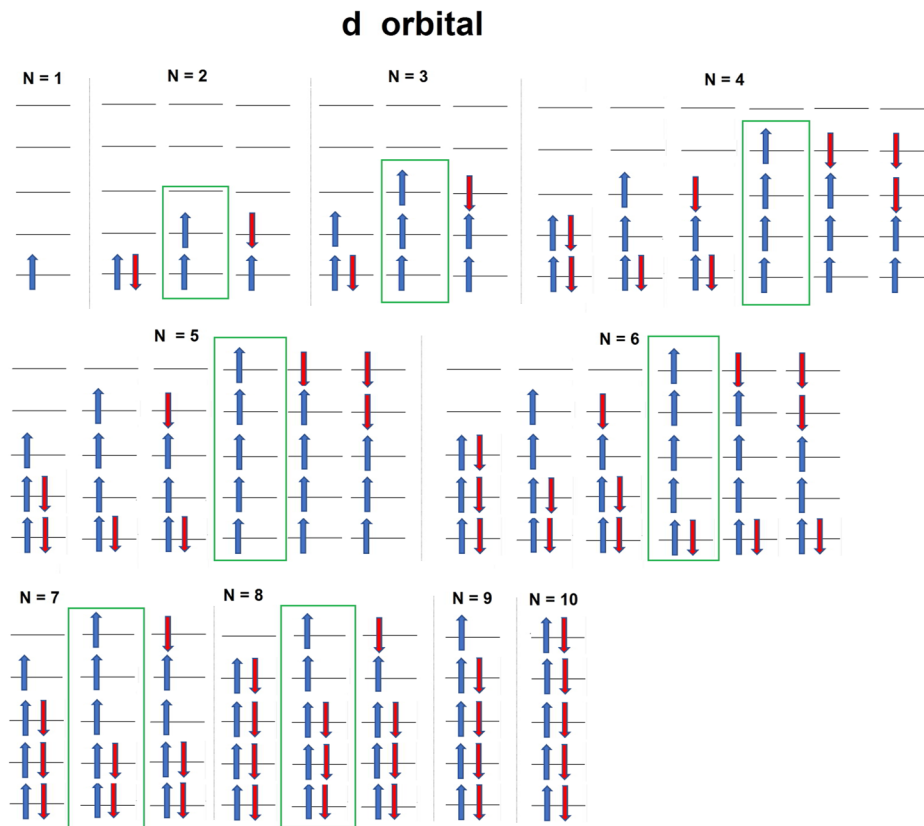 d orbital
N = 1
N = 2
N = 3
N = 4
N = 5
N = 6
N = 7
N = 8
N = 9
N = 10